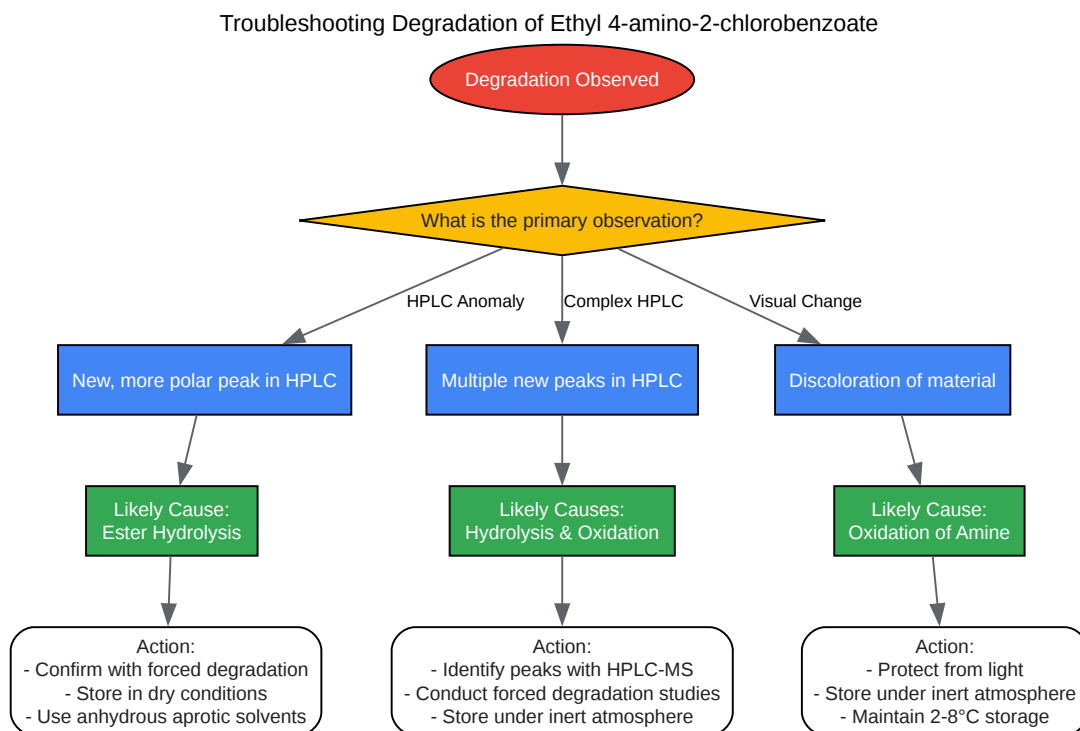 Troubleshooting Degradation of Ethyl 4-amino-2-chlorobenzoate
Degradation Observed
What is the primary observation?
HPLC Anomaly
Complex HPLC
Visual Change
New, more polar peak in HPLC
Multiple new peaks in HPLC
Discoloration of material
Likely Cause:
Ester Hydrolysis
Likely Causes:
Hydrolysis & Oxidation
Likely Cause:
Oxidation of Amine
Action:
- Confirm with forced degradation
- Store in dry conditions
- Use anhydrous aprotic solvents
Action:
- Identify peaks with HPLC-MS
- Conduct forced degradation studies
- Store under inert atmosphere
Action:
- Protect from light
- Store under inert atmosphere
- Maintain 2-8°C storage